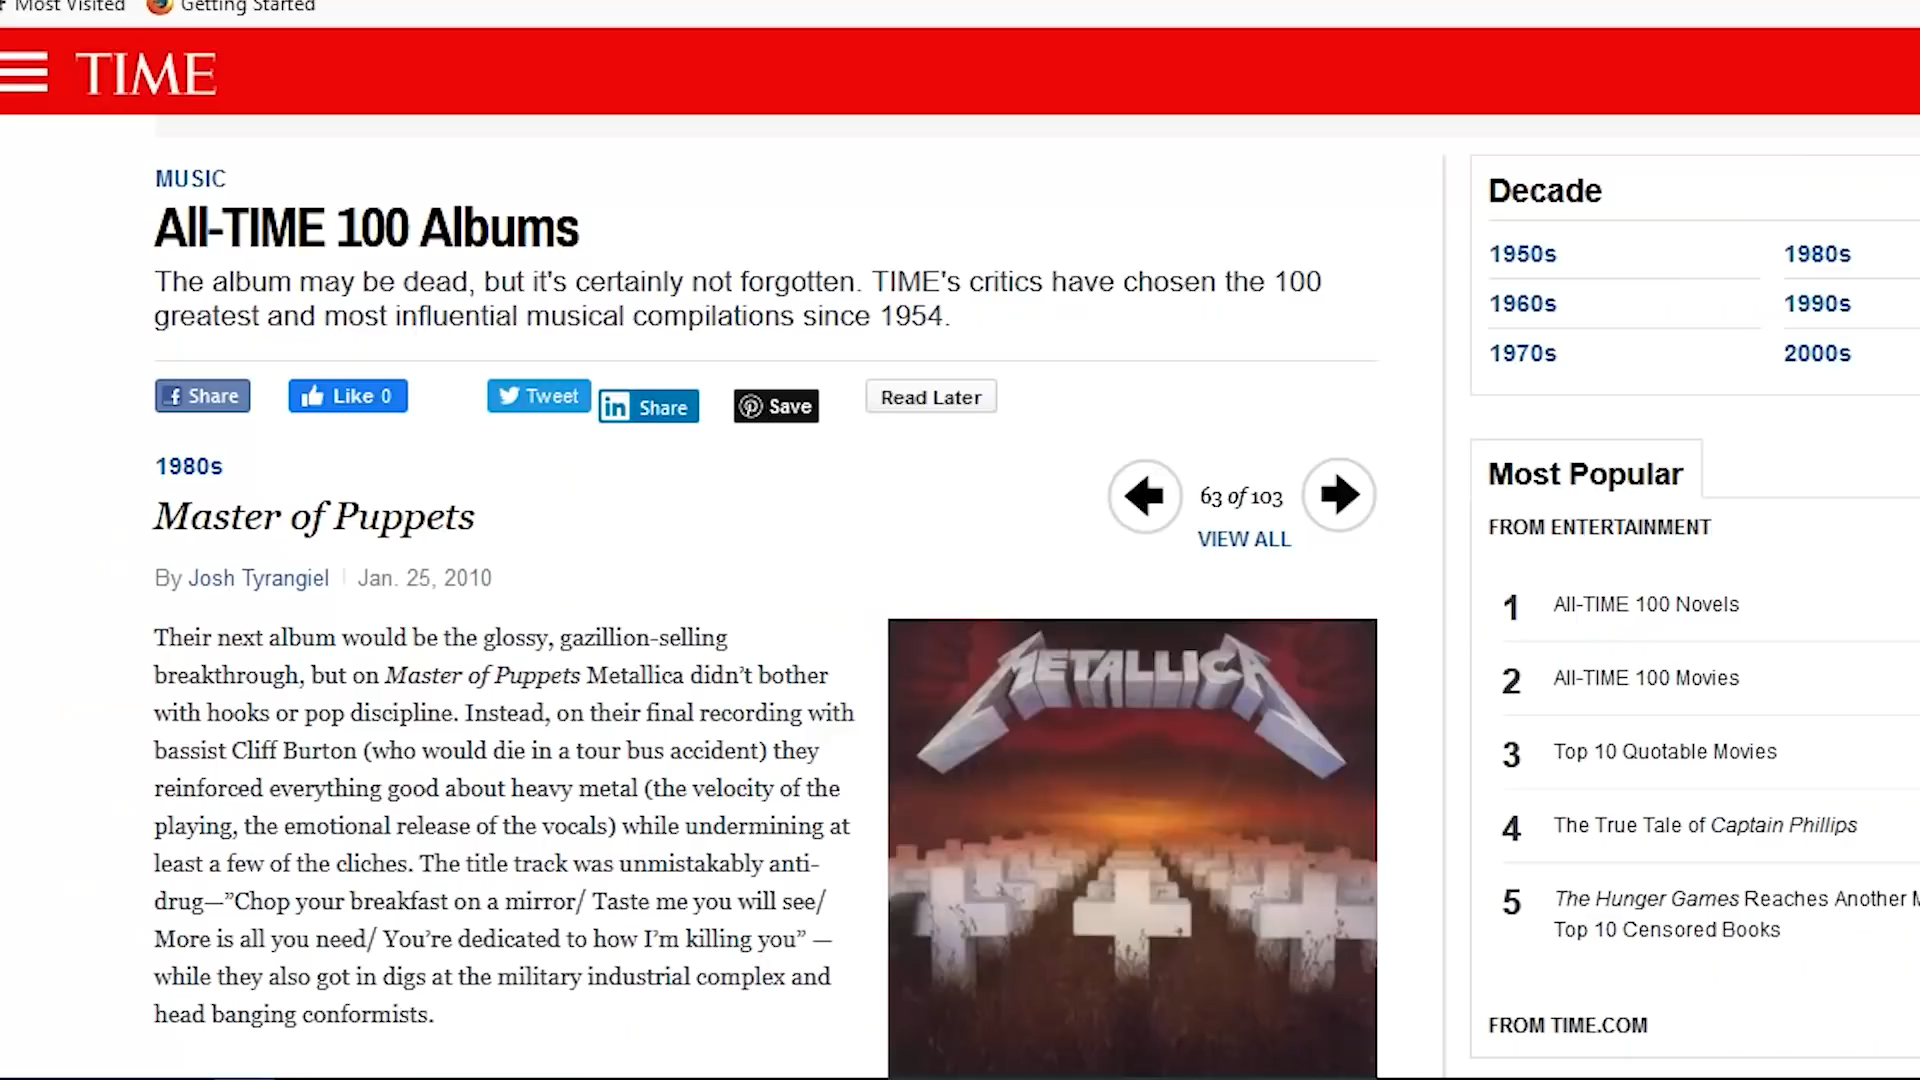 Most Visited
Getting Started
TIME
MUSIC
All-TIME 100 Albums
The album may be dead, but it's certainly not forgotten. TIME's critics have chosen the 100
greatest and most influential musical compilations since 1954.
Share
Like 0
Tweet
in Share
Save
Read Later
1980s
Master of Puppets
63 of 103
VIEW ALL
By Josh Tyrangiel
Jan. 25, 2010
Their next album would be the glossy, gazillion-selling
breakthrough, but on Master of Puppets Metallica didn’t bother
with hooks or pop discipline. Instead, on their final recording with
bassist Cliff Burton (who would die in a tour bus accident) they
reinforced everything good about heavy metal (the velocity of the
playing, the emotional release of the vocals) while undermining at
least a few of the cliches. The title track was unmistakably anti-
drug—”Chop your breakfast on a mirror/ Taste me you will see/
More is all you need/ You’re dedicated to how I’m killing you” —
while they also got in digs at the military industrial complex and
head banging conformists.
METALLICA
Decade
1950s
1980s
1960s
1990s
1970s
2000s
Most Popular
FROM ENTERTAINMENT
1 All-TIME 100 Novels
2 All-TIME 100 Movies
3 Top 10 Quotable Movies
4 The True Tale of Captain Phillips
5 The Hunger Games Reaches Another
Top 10 Censored Books
FROM TIME.COM